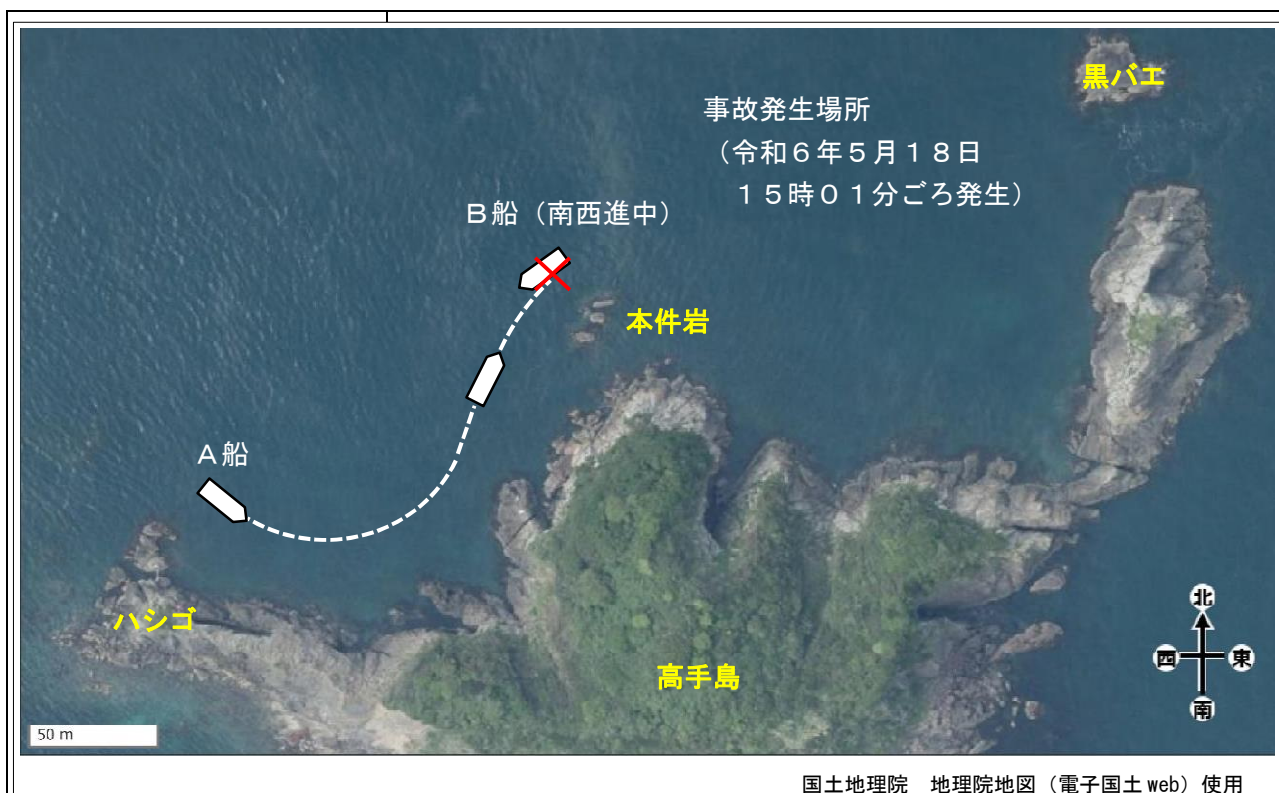 黒バエ
事故発生場所
（令和６年５月１８日
１５時０１分ごろ発生）
Ｂ船（南西進中）
本件岩
Ａ船
ハシゴ
高手島
北
西
東
南
50 m
国土地理院　地理院地図（電子国土 web）使用